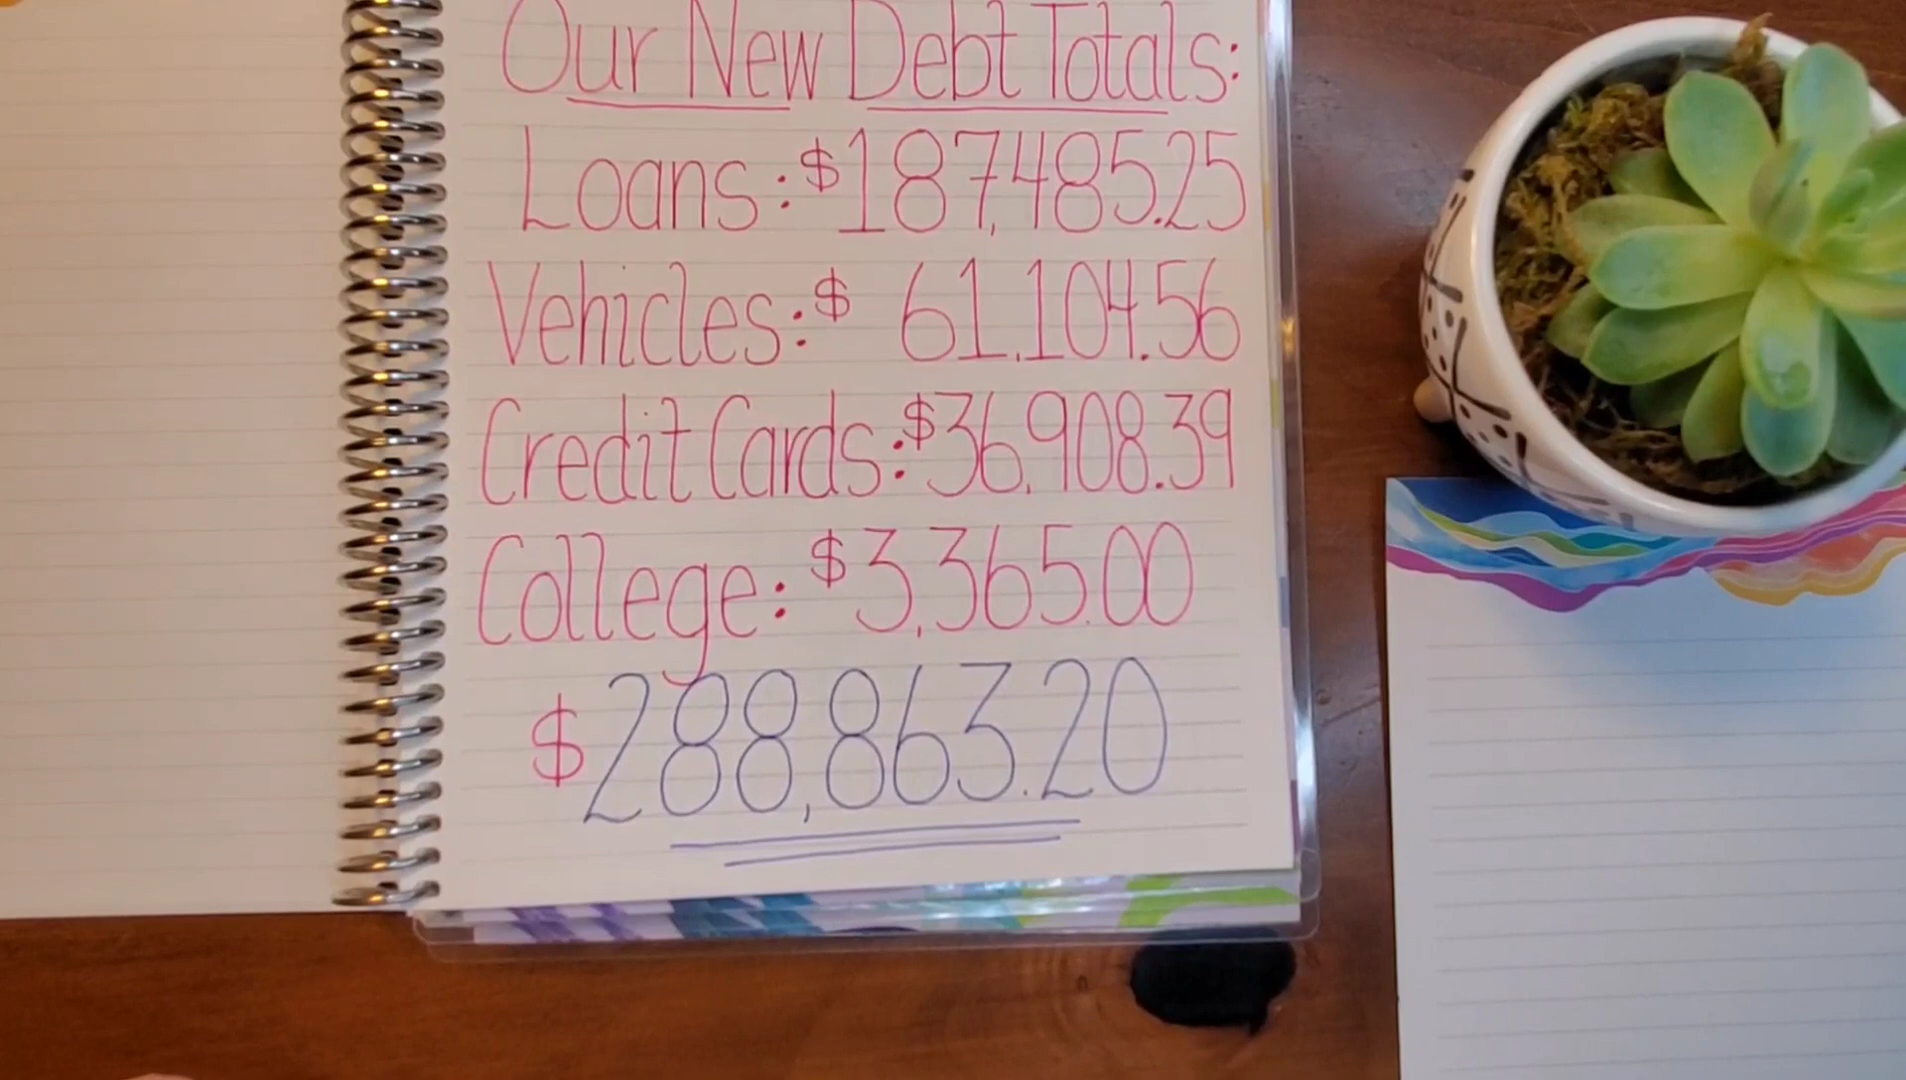 Our New Debt Totals:
Loans: $187,485.25
Vehicles: $ 61,104.56
Credit Cards: $36,908.39
College: $3,365.00
$288,863.20